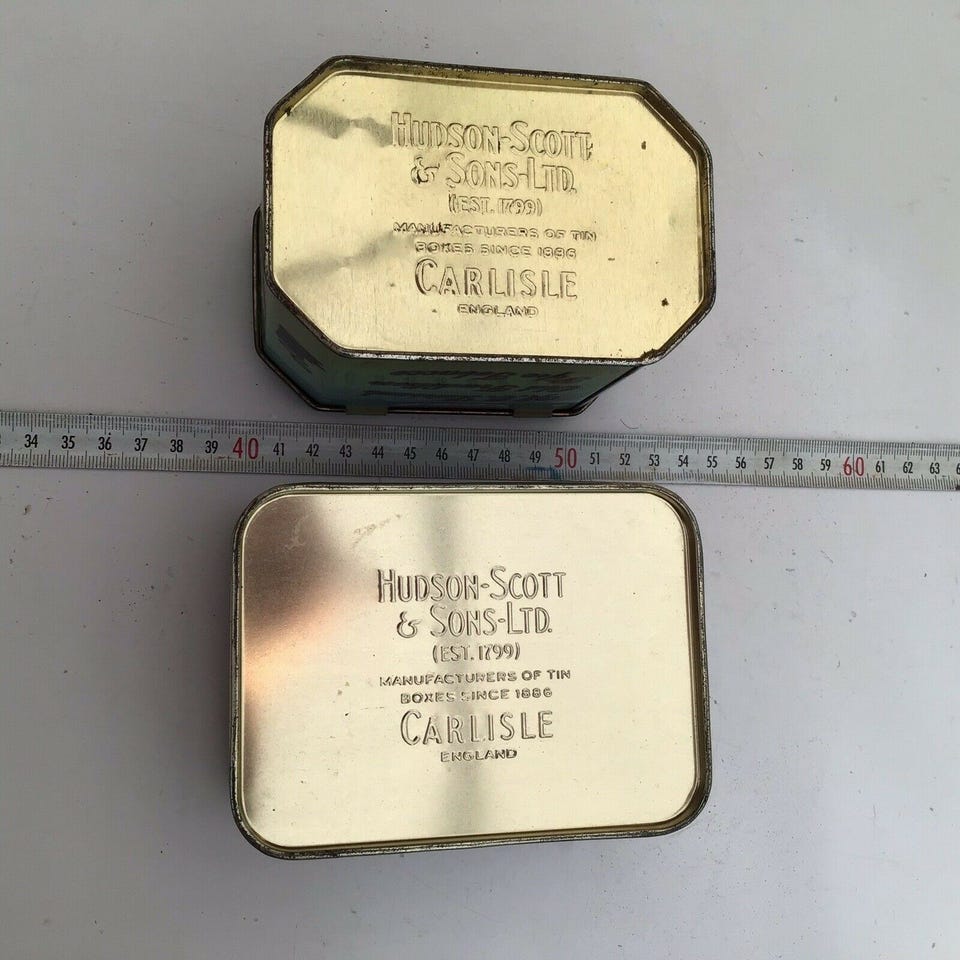 HUDSON-SCOTT
& SONS-LTD.
(EST. 1799)
MANUFACTURERS OF TIN
BOXES SINCE 1886
CARLISLE
ENGLAND
34 35 36 37 38 39 40 41 42 43 44 45 46 47 48 49 50 51 52 53 54 55 56 57 58 59 60 61 62 63
HUDSON-SCOTT
& SONS-LTD.
(EST. 1799)
MANUFACTURERS OF TIN
BOXES SINCE 1886
CARLISLE
ENGLAND